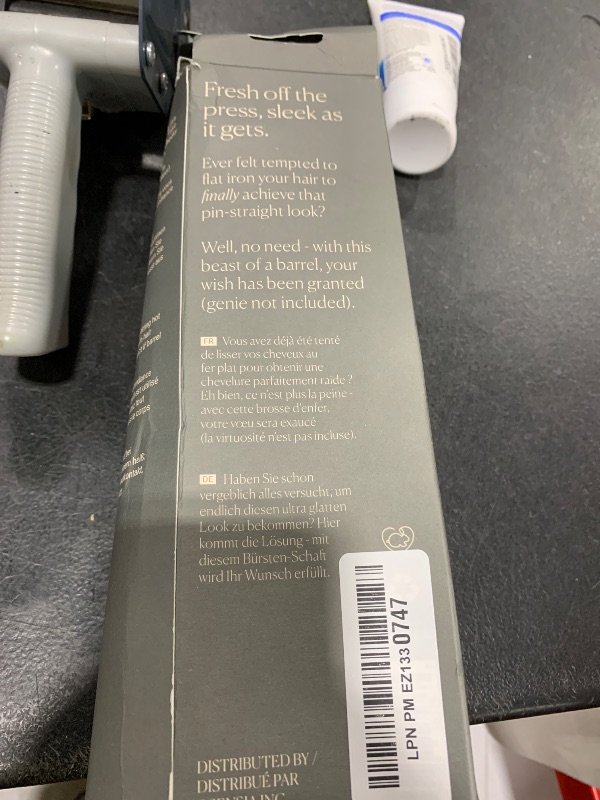 Fresh off the
press, sleek as
it gets.
Ever felt tempted to
flat iron your hair to
finally achieve that
pin-straight look?
Well, no need - with this
beast of a barrel, your
wish has been granted
(genie not included).
FR Vous avez déjà été tenté
de lisser vos cheveux au
fer plat pour obtenir une
chevelure parfaitement raide ?
Eh bien, ce n'est plus la peine -
avec cette brosse d'enfer,
votre vœu sera exaucé
(la virtuosité n'est pas incluse).
DE Haben Sie schon
vergeblich alles versucht, um
endlich diesen ultra glatten
Look zu bekommen? Hier
kommt die Lösung - mit
diesem Bürsten-Schaft
wird Ihr Wunsch erfüllt.
LPN PM EZ133 0747
DISTRIBUTED BY /
DISTRIBUÉ PAR